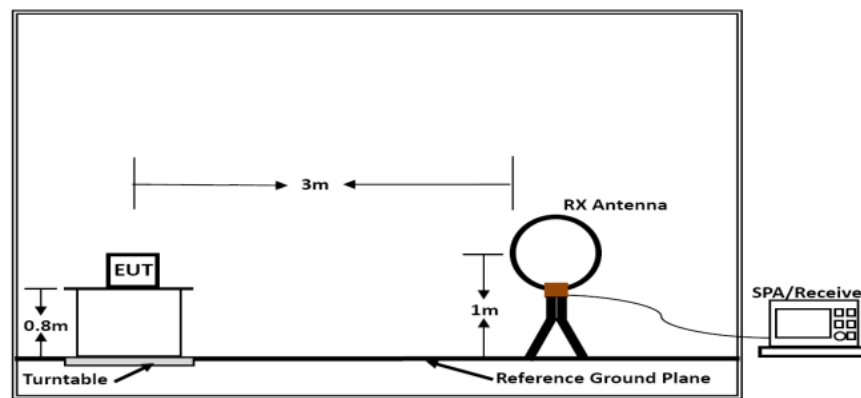 3m
RX Antenna
EUT
SPA/Receive
0.8m
1m
Turntable
Reference Ground Plane